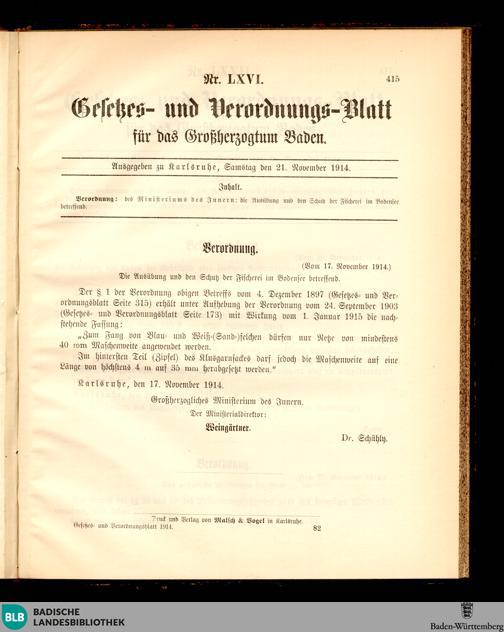 Nr. LXVI.
415
Gesetzes- und Verordnungs-Blatt
für das Großherzogtum Baden.
Ausgegeben zu Karlsruhe, Samstag den 21. November 1914.
Inhalt.
Verordnung: des Ministeriums des Innern: die Ausübung und den Schutz der Fischerei im Bodensee
betreffend.
Verordnung.
(Vom 17. November 1914.)
Die Ausübung und den Schutz der Fischerei im Bodensee betreffend.
Der § 1 der Verordnung obigen Betreffs vom 4. Dezember 1897 (Gesetzes- und Ver-
ordnungsblatt Seite 315) erhält unter Aufhebung der Verordnung vom 24. September 1903
(Gesetzes- und Verordnungsblatt Seite 173) mit Wirkung vom 1. Januar 1915 die nach-
stehende Fassung:
„Zum Fang von Blau- und Weiß-(Sand-)felchen dürfen nur Netze von mindestens
40 mm Maschenweite angewendet werden.
Im hintersten Teil (Zipfel) des Klusgarnsackes darf jedoch die Maschenweite auf eine
Länge von höchstens 4 m auf 35 mm herabgesetzt werden.“
Karlsruhe, den 17. November 1914.
Großherzogliches Ministerium des Innern.
Der Ministerialdirektor:
Weingärtner.
Dr. Schühly.
Druck und Verlag von Malsch & Vogel in Karlsruhe.
Gesetzes- und Verordnungsblatt 1914.
82
BLB
BADISCHE
LANDESBIBLIOTHEK
Baden-Württemberg